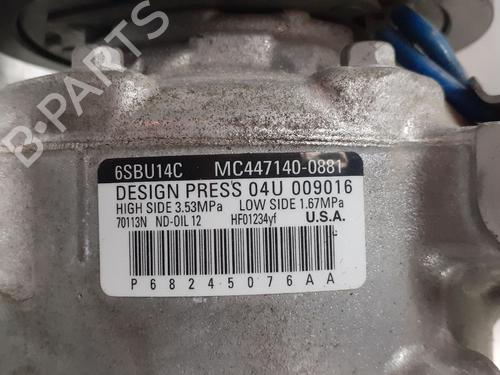 B-PARTS
6SBU14C MC447140-0881
DESIGN PRES'S 04U 009016
HIGH SIDE 3.53MPa LOW SIDE 1.67MPa
70113N ND-OIL 12 HFO1234yf U.S.A.
P68245076AA